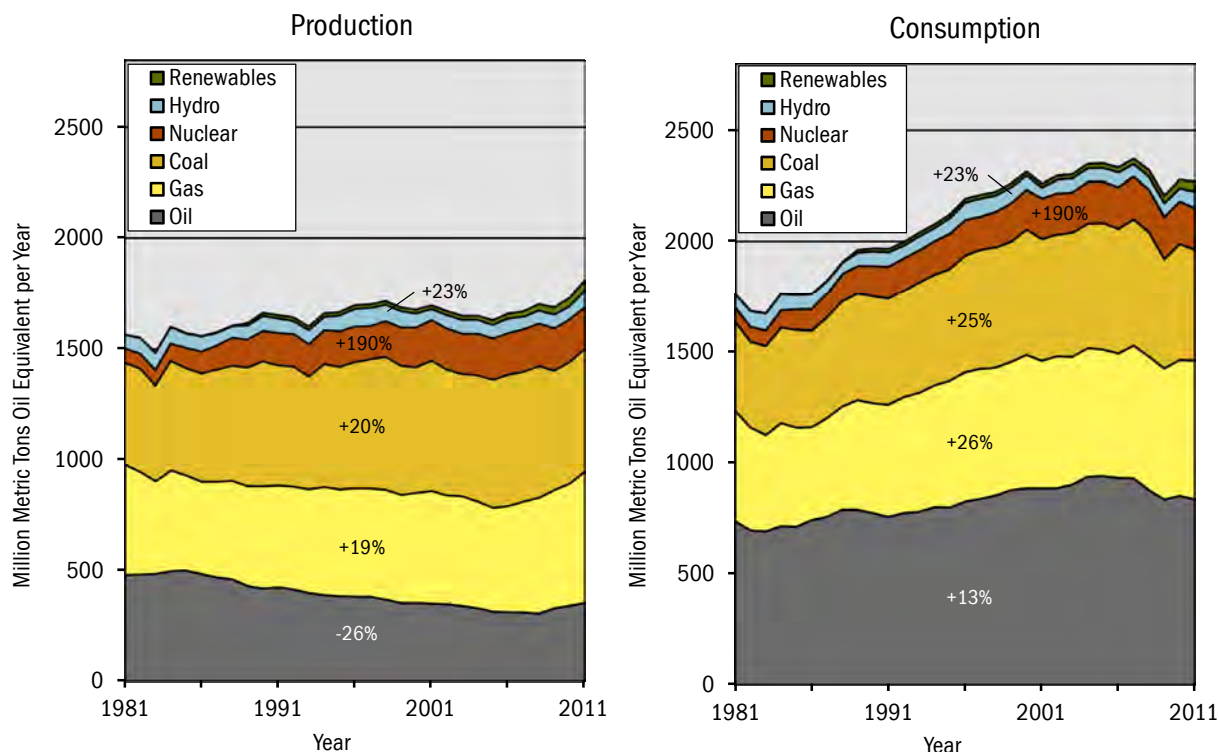 Production
Million Metric Tons Oil Equivalent per Year
2500
2000
1500
1000
500
0
Renewables
Hydro
Nuclear
Coal
Gas
Oil
+23%
+190%
+20%
+19%
-26%
1981
1991
2001
2011
Year
Consumption
Million Metric Tons Oil Equivalent per Year
2500
2000
1500
1000
500
0
Renewables
Hydro
Nuclear
Coal
Gas
Oil
+23%
+190%
+25%
+26%
+13%
1981
1991
2001
2011
Year